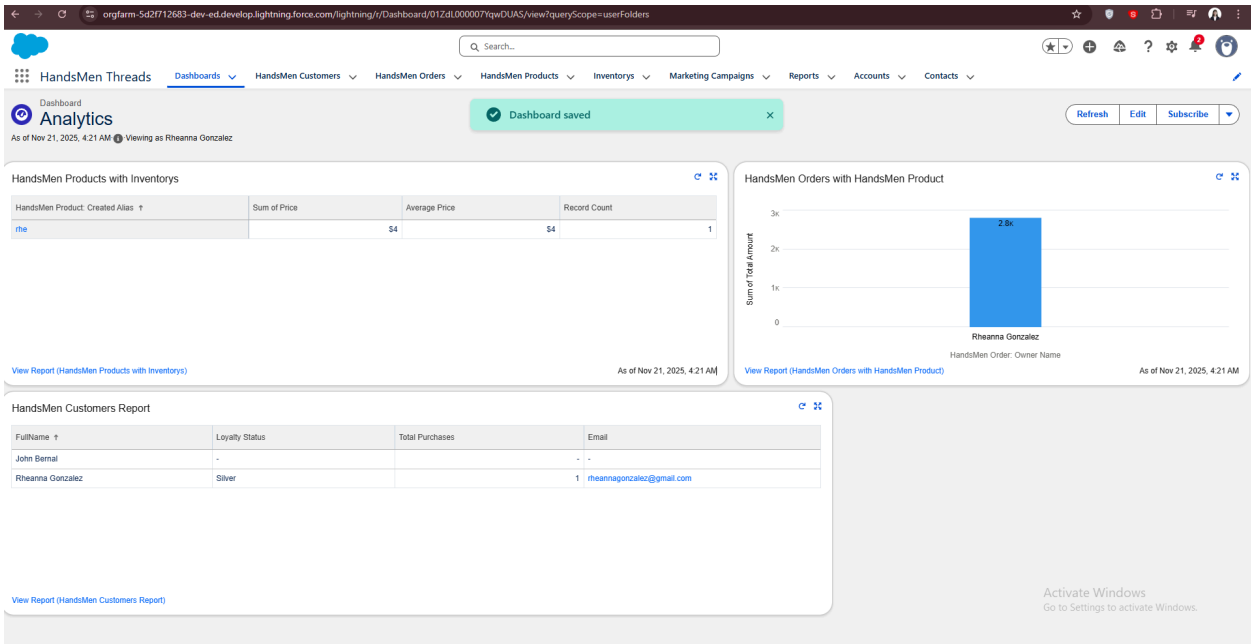 orgfarm-5d2f712683-dev-ed.develop.lightning.force.com/lightning/r/Dashboard/01ZdL000007YqwDUAS/view?queryScope=userFolders
Search...
2
HandsMen Threads Dashboards HandsMen Customers HandsMen Orders HandsMen Products Inventorys Marketing Campaigns Reports Accounts Contacts
Dashboard
Analytics
As of Nov 21, 2025, 4:21 AM Viewing as Rheanna Gonzalez
Dashboard saved
Refresh Edit Subscribe
HandsMen Products with Inventorys
HandsMen Product: Created Alias ↑ Sum of Price Average Price Record Count
rhe $4 $4 1
View Report (HandsMen Products with Inventorys) As of Nov 21, 2025, 4:21 AM
HandsMen Orders with HandsMen Product
3K
2.8K
2K
1K
0
Sum of Total Amount
Rheanna Gonzalez
HandsMen Order: Owner Name
View Report (HandsMen Orders with HandsMen Product) As of Nov 21, 2025, 4:21 AM
HandsMen Customers Report
FullName ↑ Loyalty Status Total Purchases Email
John Bernal - - -
Rheanna Gonzalez Silver 1 rheannagonzalez@gmail.com
View Report (HandsMen Customers Report)
Activate Windows
Go to Settings to activate Windows.